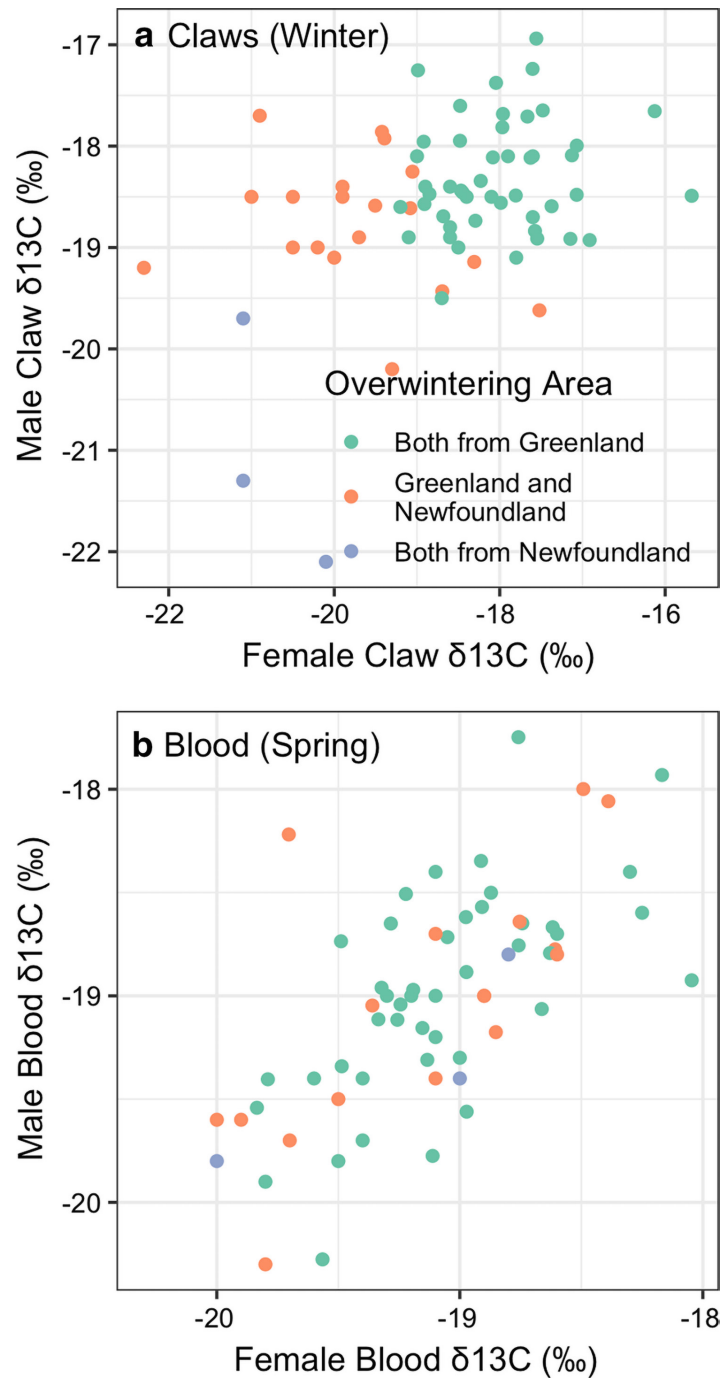 a Claws (Winter)
-17
-18
-19
-20
-21
-22
Male Claw δ13C (‰)
Overwintering Area
Both from Greenland
Greenland and
Newfoundland
Both from Newfoundland
-22
-20
-18
-16
Female Claw δ13C (‰)
b Blood (Spring)
-18
-19
-20
Male Blood δ13C (‰)
-20
-19
-18
Female Blood δ13C (‰)